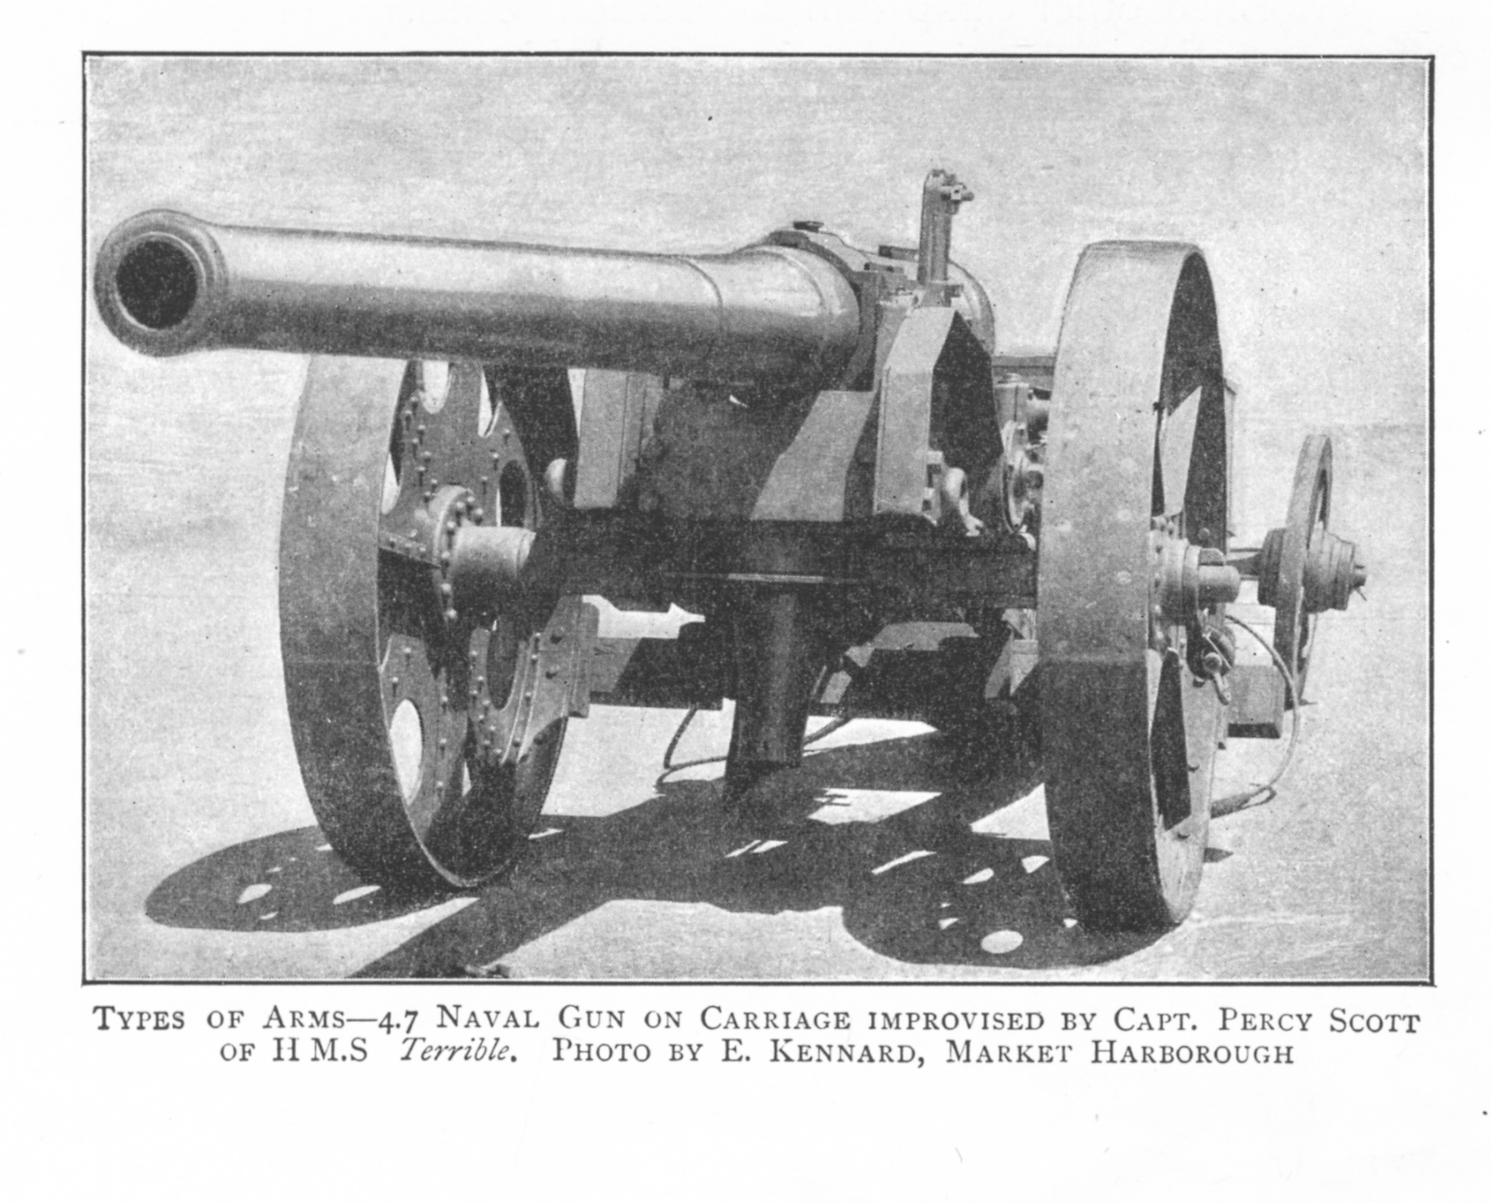 TYPES OF ARMS—4.7 NAVAL GUN ON CARRIAGE IMPROVISED BY CAPT. PERCY SCOTT
OF H M.S Terrible. PHOTO BY E. KENNARD, MARKET HARBOROUGH